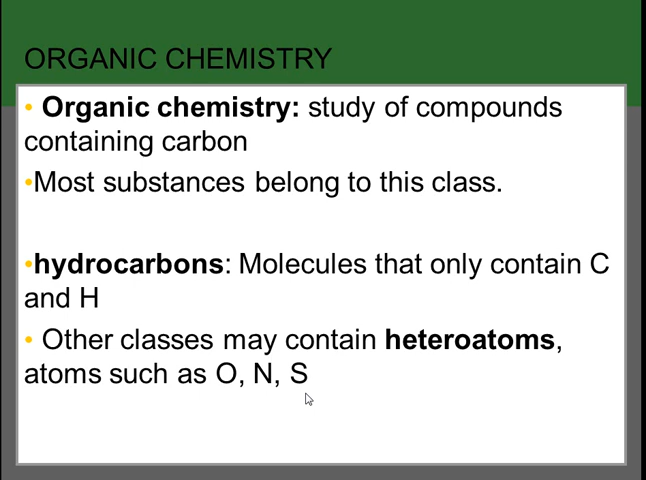 ORGANIC CHEMISTRY
• Organic chemistry: study of compounds
containing carbon
•Most substances belong to this class.
•hydrocarbons: Molecules that only contain C
and H
• Other classes may contain heteroatoms,
atoms such as O, N, S